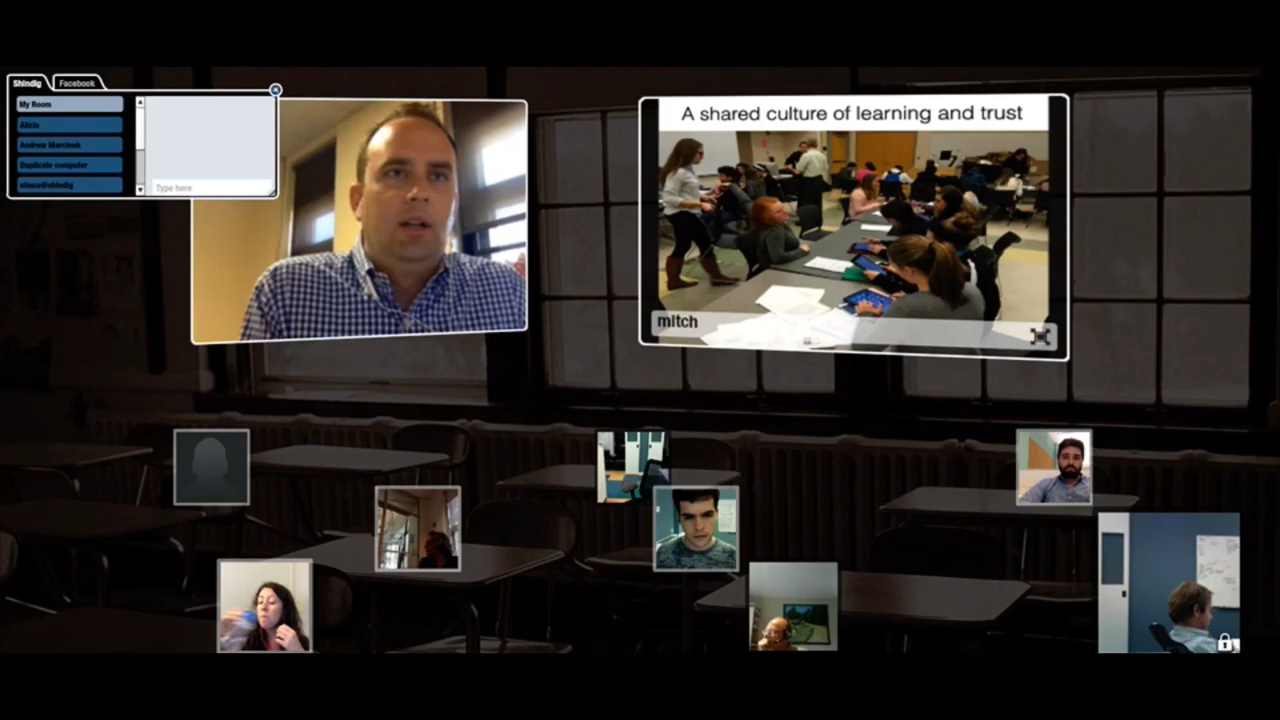 Shindig
Facebook
My Room
Alicia
Andrew Marcinek
Duplicate computer
Type here
A shared culture of learning and trust
mitch